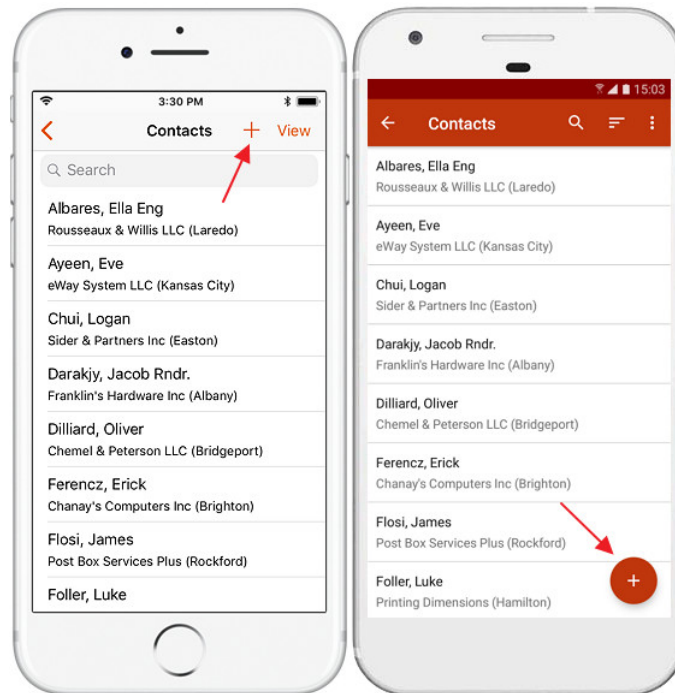 3:30 PM
Contacts
+ View
Search
Albares, Ella Eng
Rousseaux & Willis LLC (Laredo)
Ayeen, Eve
eWay System LLC (Kansas City)
Chui, Logan
Sider & Partners Inc (Easton)
Darakjy, Jacob Rndr.
Franklin's Hardware Inc (Albany)
Dilliard, Oliver
Chemel & Peterson LLC (Bridgeport)
Ferencz, Erick
Chanay's Computers Inc (Brighton)
Flosi, James
Post Box Services Plus (Rockford)
Foller, Luke
15:03
Contacts
Albares, Ella Eng
Rousseaux & Willis LLC (Laredo)
Ayeen, Eve
eWay System LLC (Kansas City)
Chui, Logan
Sider & Partners Inc (Easton)
Darakjy, Jacob Rndr.
Franklin's Hardware Inc (Albany)
Dilliard, Oliver
Chemel & Peterson LLC (Bridgeport)
Ferencz, Erick
Chanay's Computers Inc (Brighton)
Flosi, James
Post Box Services Plus (Rockford)
Foller, Luke
Printing Dimensions (Hamilton)
+